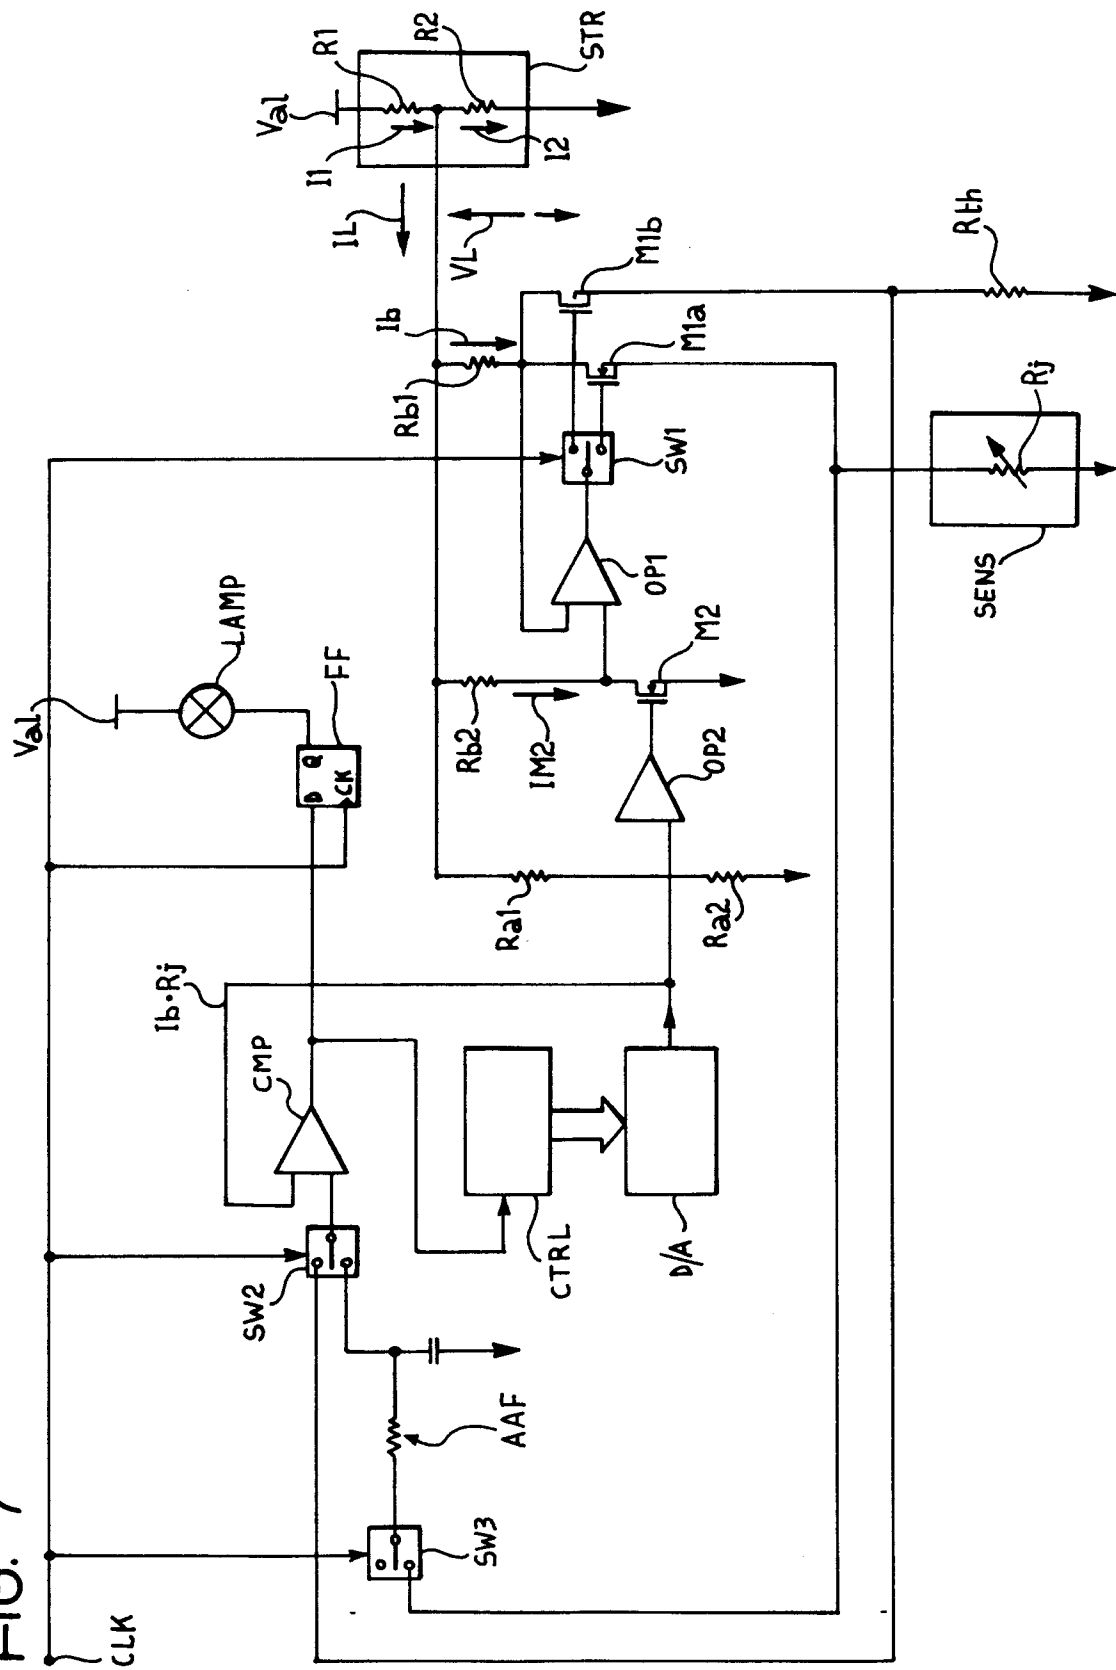 FIG. 7
CLK
SW3
AAF
SW2
CMP
Ib·Rj
CTRL
D/A
Val
LAMP
FF
D Q
CK
Ra1
Ra2
Rb2
IM2
OP2
M2
OP1
SW1
Rb1
Ib
M1a
M1b
IL
VL
Val
R1
R2
I1
I2
STR
SENS
Rj
Rth